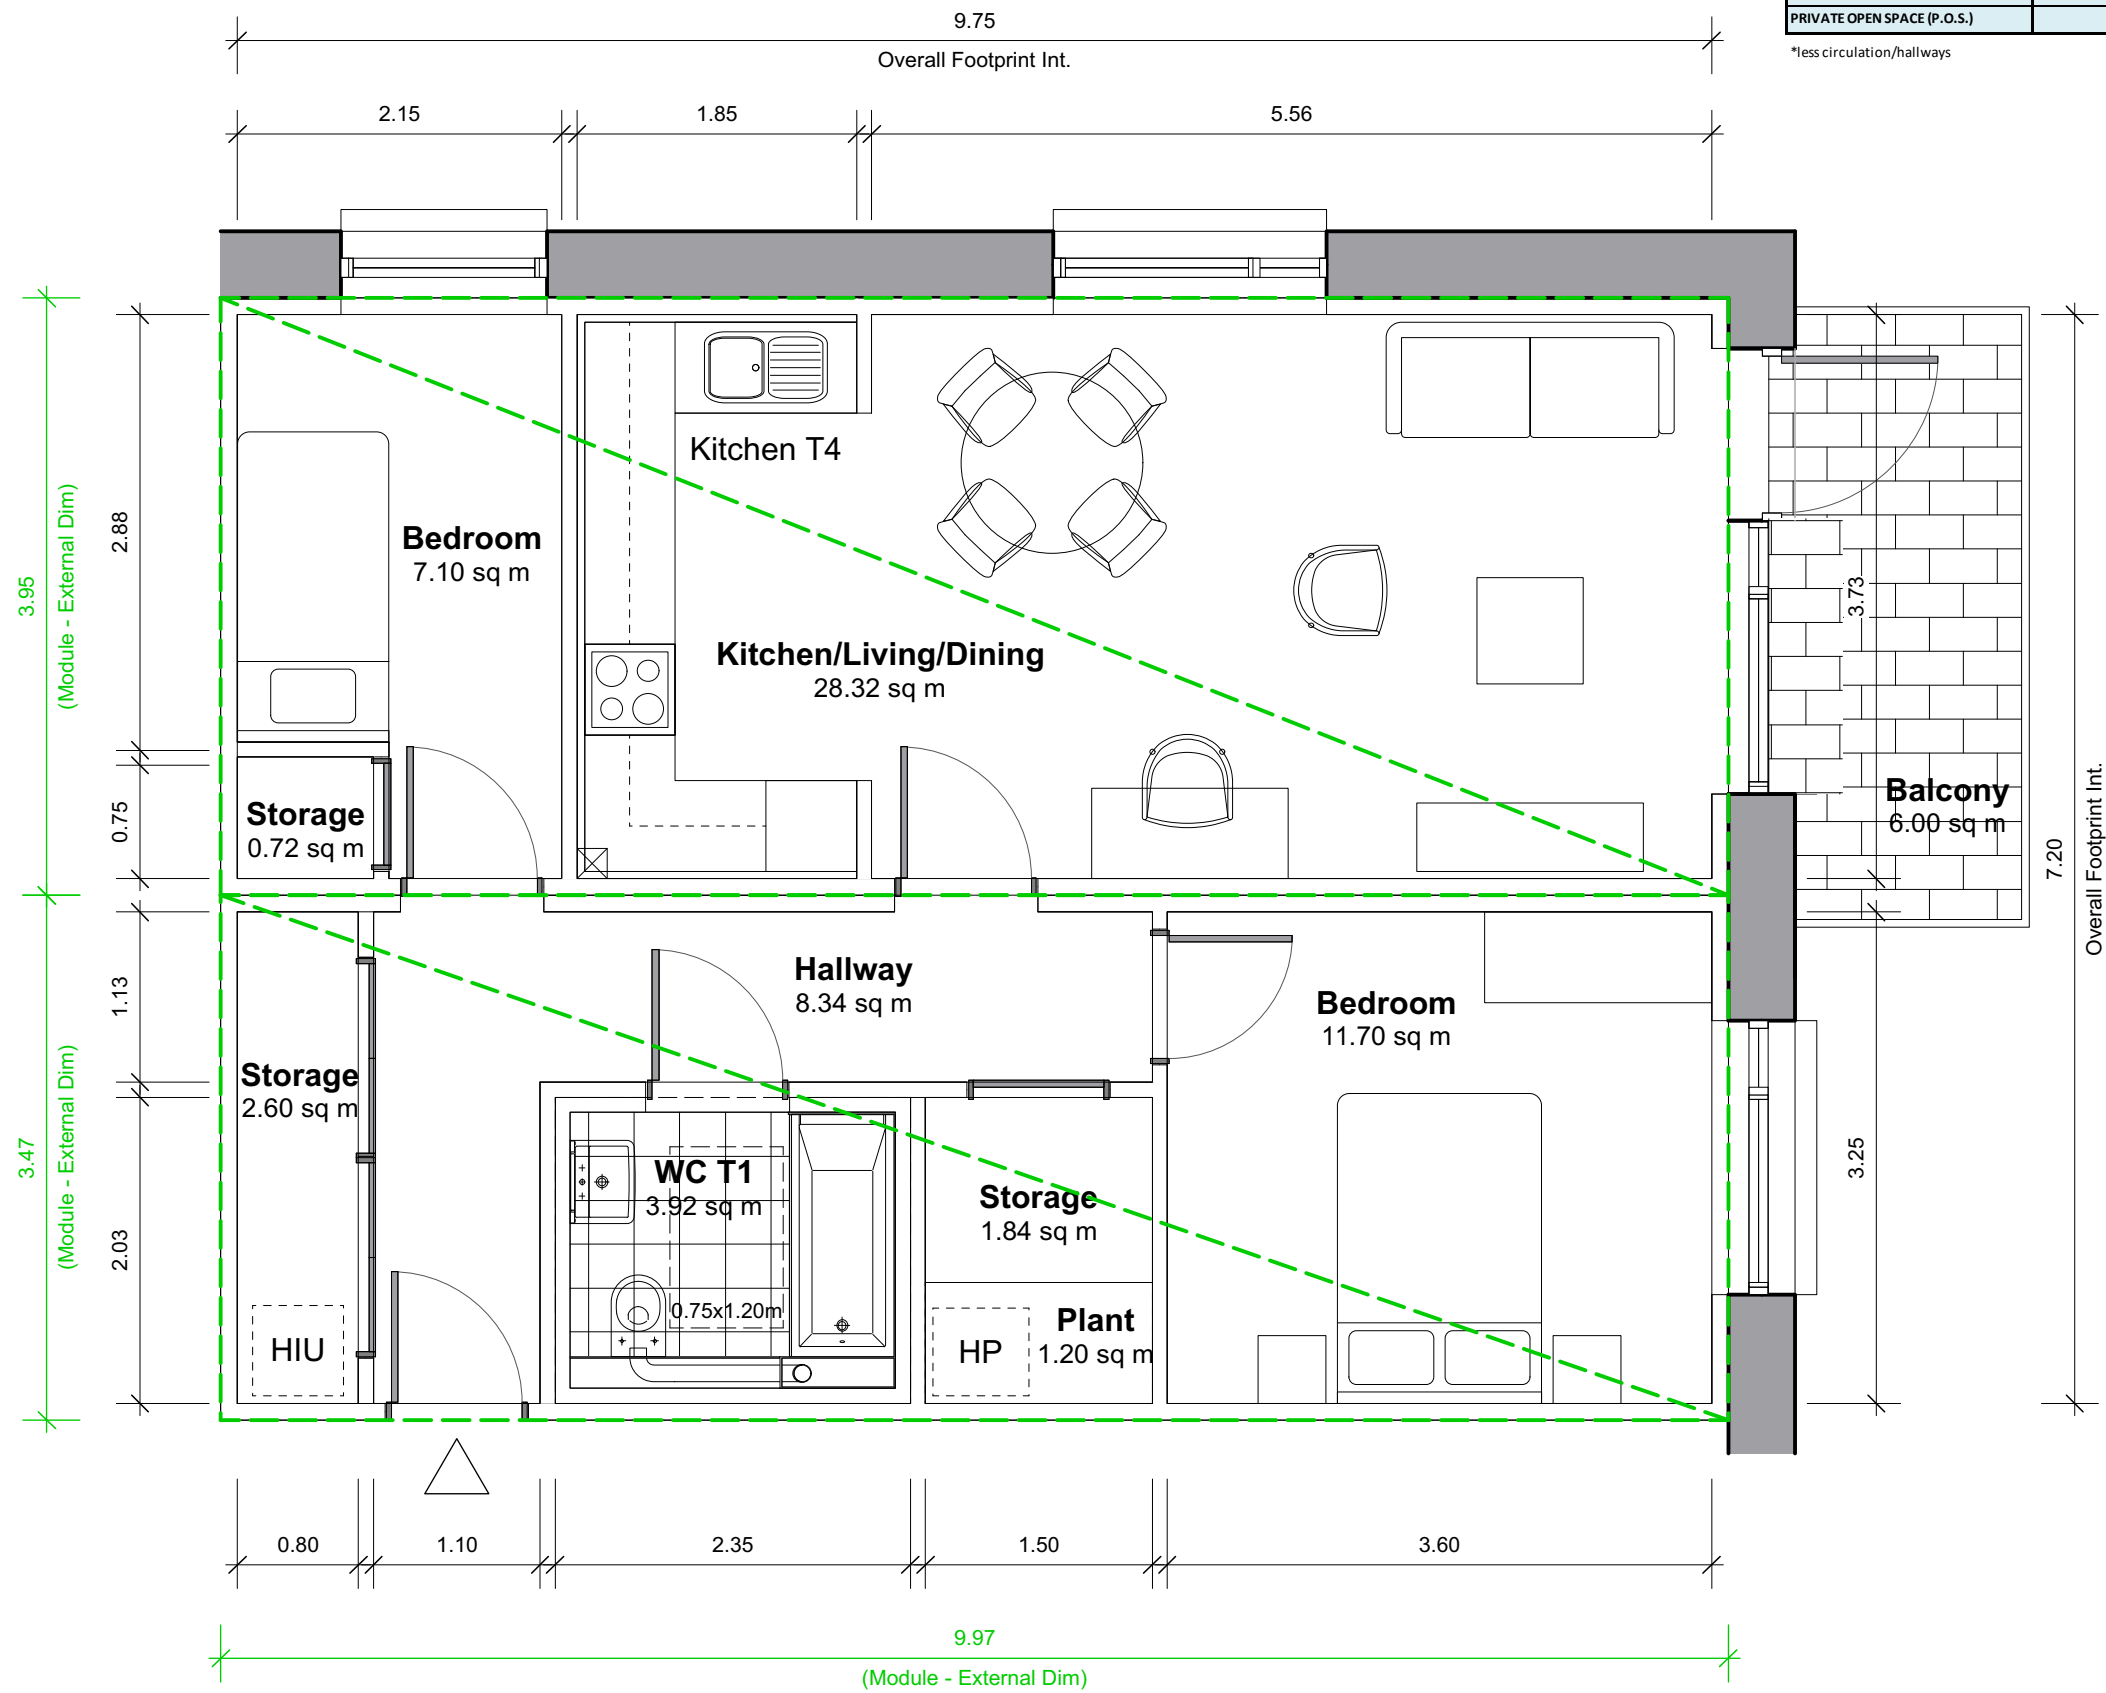 9.75
Overall Footprint Int.
PRIVATE OPEN SPACE (P.O.S.)
*less circulation/hallways
2.15
1.85
5.56
Kitchen T4
Bedroom
7.10 sq m
Kitchen/Living/Dining
28.32 sq m
2.88
3.95
(Module - External Dim)
3.73
Storage
0.72 sq m
0.75
Balcony
6.00 sq m
7.20
Overall Footprint Int.
Hallway
8.34 sq m
Bedroom
11.70 sq m
1.13
Storage
2.60 sq m
3.47
(Module - External Dim)
WC T1
3.92 sq m
Storage
1.84 sq m
3.25
2.03
0.75x1.20m
HIU
HP
Plant
1.20 sq m
0.80
1.10
2.35
1.50
3.60
9.97
(Module - External Dim)